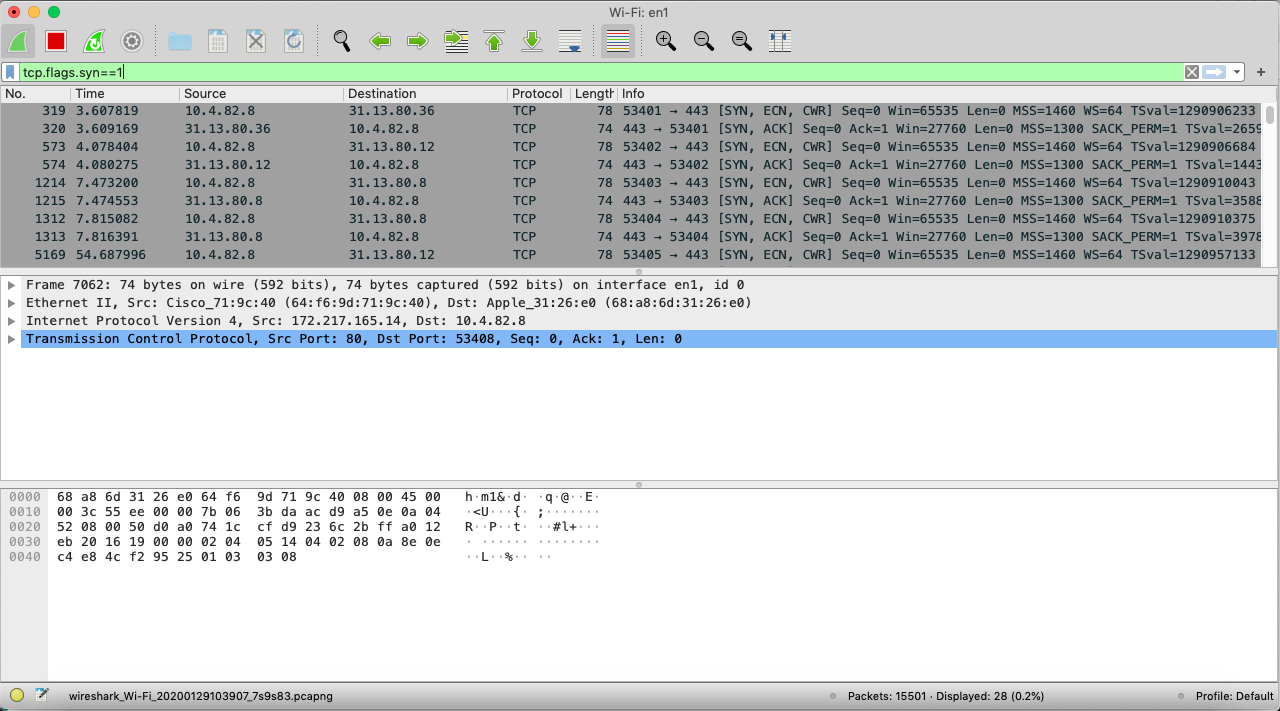 Wi-Fi: en1
tcp.flags.syn==1
No. Time Source Destination Protocol Length Info
319 3.607819 10.4.82.8 31.13.80.36 TCP 78 53401 → 443 [SYN, ECN, CWR] Seq=0 Win=65535 Len=0 MSS=1460 WS=64 TSval=1290906233
320 3.609169 31.13.80.36 10.4.82.8 TCP 74 443 → 53401 [SYN, ACK] Seq=0 Ack=1 Win=27760 Len=0 MSS=1300 SACK_PERM=1 TSval=2659
573 4.078404 10.4.82.8 31.13.80.12 TCP 78 53402 → 443 [SYN, ECN, CWR] Seq=0 Win=65535 Len=0 MSS=1460 WS=64 TSval=1290906684
574 4.080275 31.13.80.12 10.4.82.8 TCP 74 443 → 53402 [SYN, ACK] Seq=0 Ack=1 Win=27760 Len=0 MSS=1300 SACK_PERM=1 TSval=1443
1214 7.473200 10.4.82.8 31.13.80.8 TCP 78 53403 → 443 [SYN, ECN, CWR] Seq=0 Win=65535 Len=0 MSS=1460 WS=64 TSval=1290910043
1215 7.474553 31.13.80.8 10.4.82.8 TCP 74 443 → 53403 [SYN, ACK] Seq=0 Ack=1 Win=27760 Len=0 MSS=1300 SACK_PERM=1 TSval=3588
1312 7.815082 10.4.82.8 31.13.80.8 TCP 78 53404 → 443 [SYN, ECN, CWR] Seq=0 Win=65535 Len=0 MSS=1460 WS=64 TSval=1290910375
1313 7.816391 31.13.80.8 10.4.82.8 TCP 74 443 → 53404 [SYN, ACK] Seq=0 Ack=1 Win=27760 Len=0 MSS=1300 SACK_PERM=1 TSval=3978
5169 54.687996 10.4.82.8 31.13.80.12 TCP 78 53405 → 443 [SYN, ECN, CWR] Seq=0 Win=65535 Len=0 MSS=1460 WS=64 TSval=1290957133
Frame 7062: 74 bytes on wire (592 bits), 74 bytes captured (592 bits) on interface en1, id 0
Ethernet II, Src: Cisco_71:9c:40 (64:f6:9d:71:9c:40), Dst: Apple_31:26:e0 (68:a8:6d:31:26:e0)
Internet Protocol Version 4, Src: 172.217.165.14, Dst: 10.4.82.8
Transmission Control Protocol, Src Port: 80, Dst Port: 53408, Seq: 0, Ack: 1, Len: 0
0000 68 a8 6d 31 26 e0 64 f6 9d 71 9c 40 08 00 45 00 h·m1&·d· ·q·@··E·
0010 00 3c 55 ee 00 00 7b 06 3b da ac d9 a5 0e 0a 04 ·<U···{· ;·······
0020 52 08 00 50 d0 a0 74 1c cf d9 23 6c 2b ff a0 12 R··P··t· ··#l+···
0030 eb 20 16 19 00 00 02 04 05 14 04 02 08 0a 8e 0e · ······ ········
0040 c4 e8 4c f2 95 25 01 03 03 08 ··L··%·· ··
wireshark_Wi-Fi_20200129103907_7s9s83.pcapng Packets: 15501 · Displayed: 28 (0.2%) Profile: Default